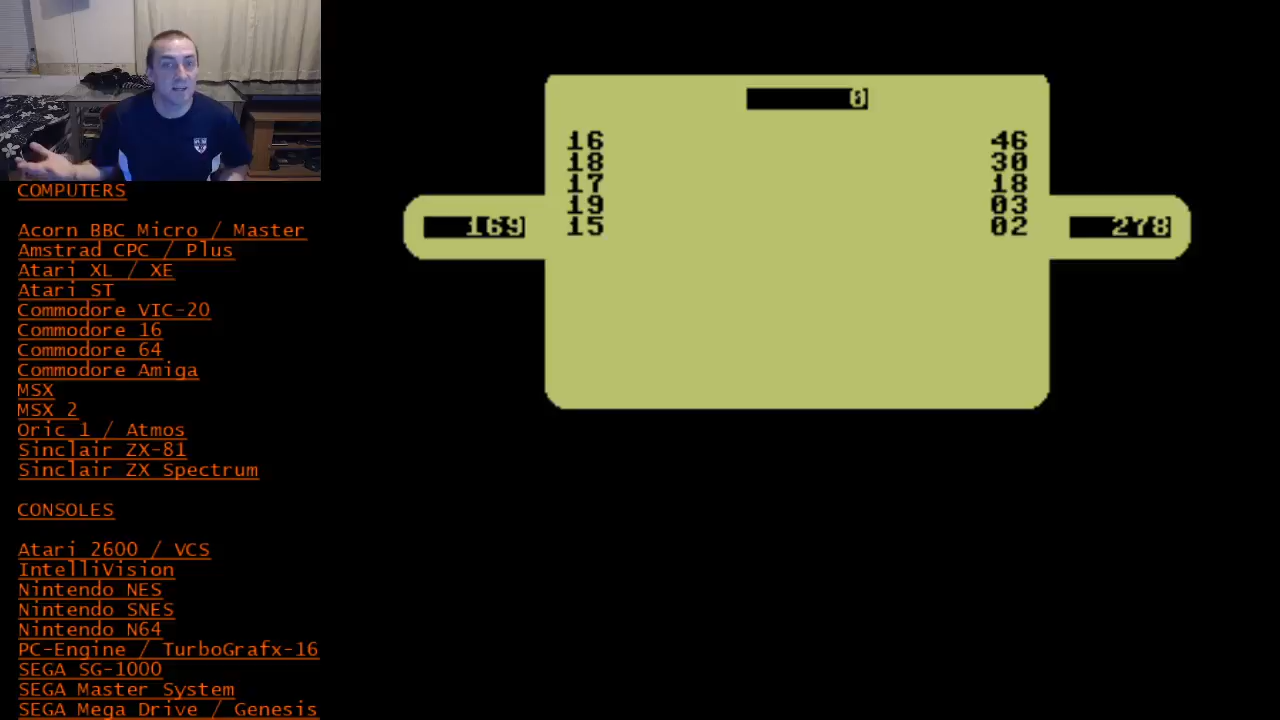 COMPUTERS
Acorn BBC Micro / Master
Amstrad CPC / Plus
Atari XL / XE
Atari ST
Commodore VIC-20
Commodore 16
Commodore 64
Commodore Amiga
MSX
MSX 2
Oric 1 / Atmos
Sinclair ZX-81
Sinclair ZX Spectrum
CONSOLES
Atari 2600 / VCS
IntelliVision
Nintendo NES
Nintendo SNES
Nintendo N64
PC-Engine / TurboGrafx-16
SEGA SG-1000
SEGA Master System
SEGA Mega Drive / Genesis
0
16 46
18 30
17 18
19 03
169 15 02 278